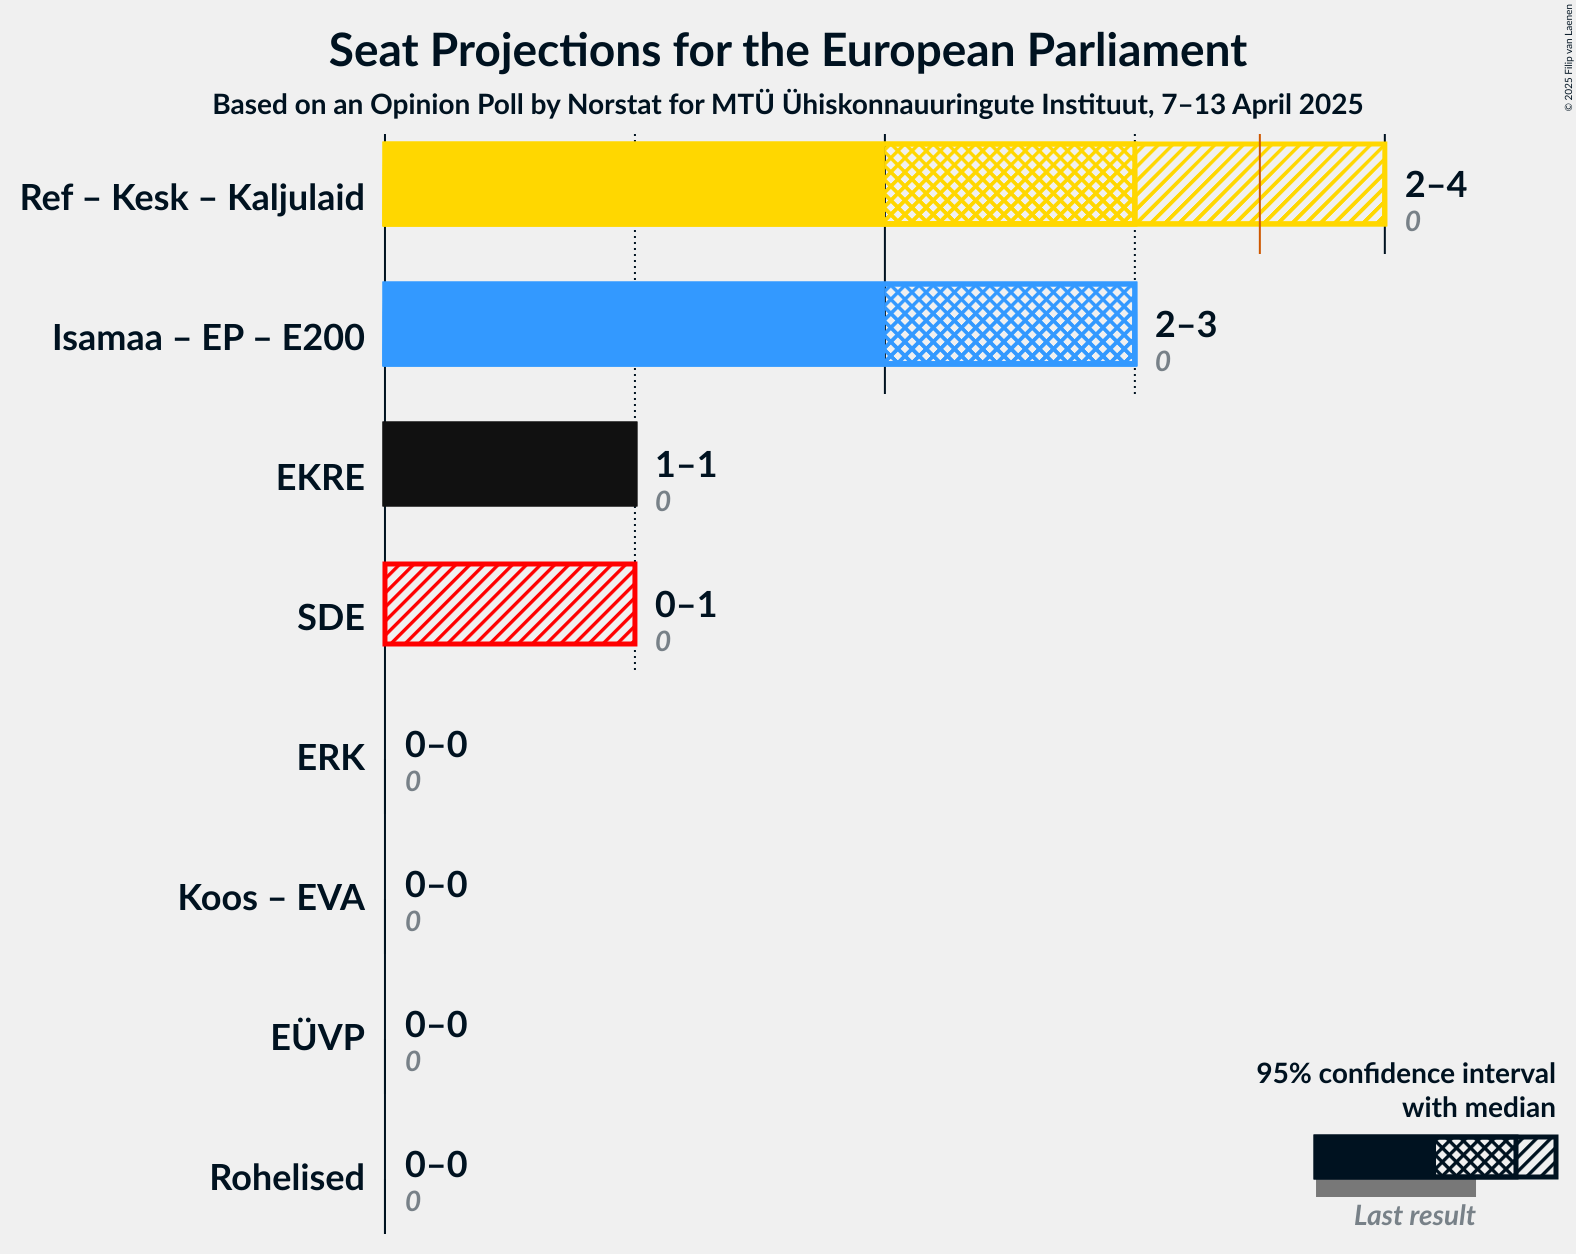 Seat Projections for the European Parliament
Based on an Opinion Poll by Norstat for MTÜ Ühiskonnauuringute Instituut, 7–13 April 2025
© 2025 Filip van Laenen
Ref – Kesk – Kaljulaid
2–4
0
Isamaa – EP – E200
2–3
0
EKRE
1–1
0
SDE
0–1
0
ERK
0–0
0
Koos – EVA
0–0
0
EÜVP
0–0
0
Rohelised
0–0
0
95% confidence interval
with median
Last result